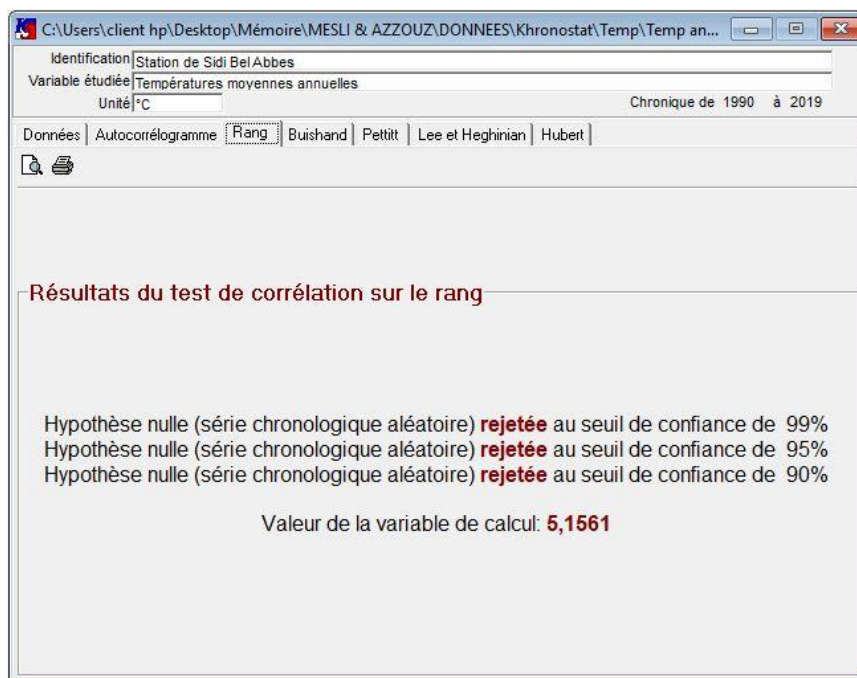 C:\Users\client hp\Desktop\Mémoire\MESLI & AZZOUZ\DONNEES\Khronostat\Temp\Temp an...
Identification Station de Sidi Bel Abbes
Variable étudiée Températures moyennes annuelles
Unité °C Chronique de 1990 à 2019
Données Autocorrélogramme Rang Buishand Pettitt Lee et Heghinian Hubert
Résultats du test de corrélation sur le rang
Hypothèse nulle (série chronologique aléatoire) rejetée au seuil de confiance de 99%
Hypothèse nulle (série chronologique aléatoire) rejetée au seuil de confiance de 95%
Hypothèse nulle (série chronologique aléatoire) rejetée au seuil de confiance de 90%
Valeur de la variable de calcul: 5,1561